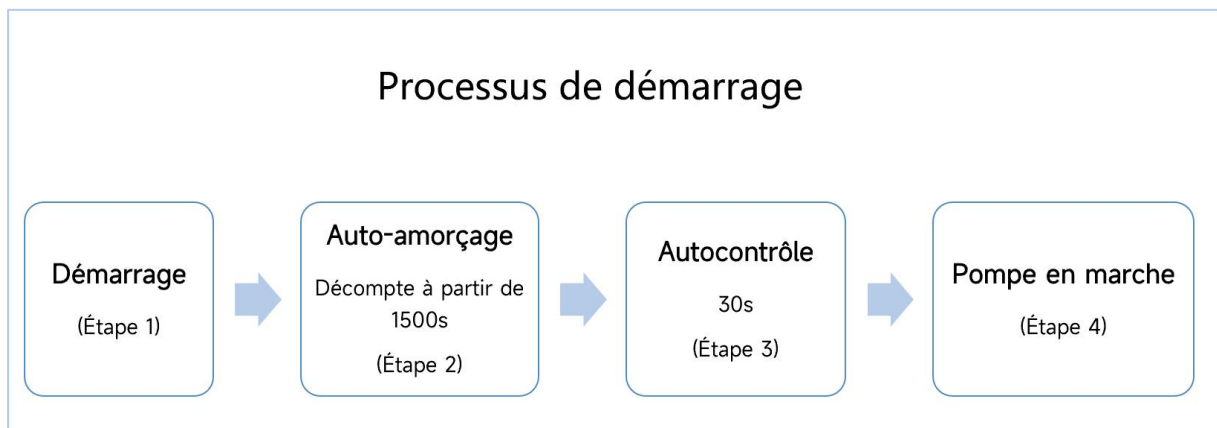 Processus de démarrage
Démarrage
(Étape 1)
Auto-amorçage
Décompte à partir de
1500s
(Étape 2)
Autocontrôle
30s
(Étape 3)
Pompe en marche
(Étape 4)